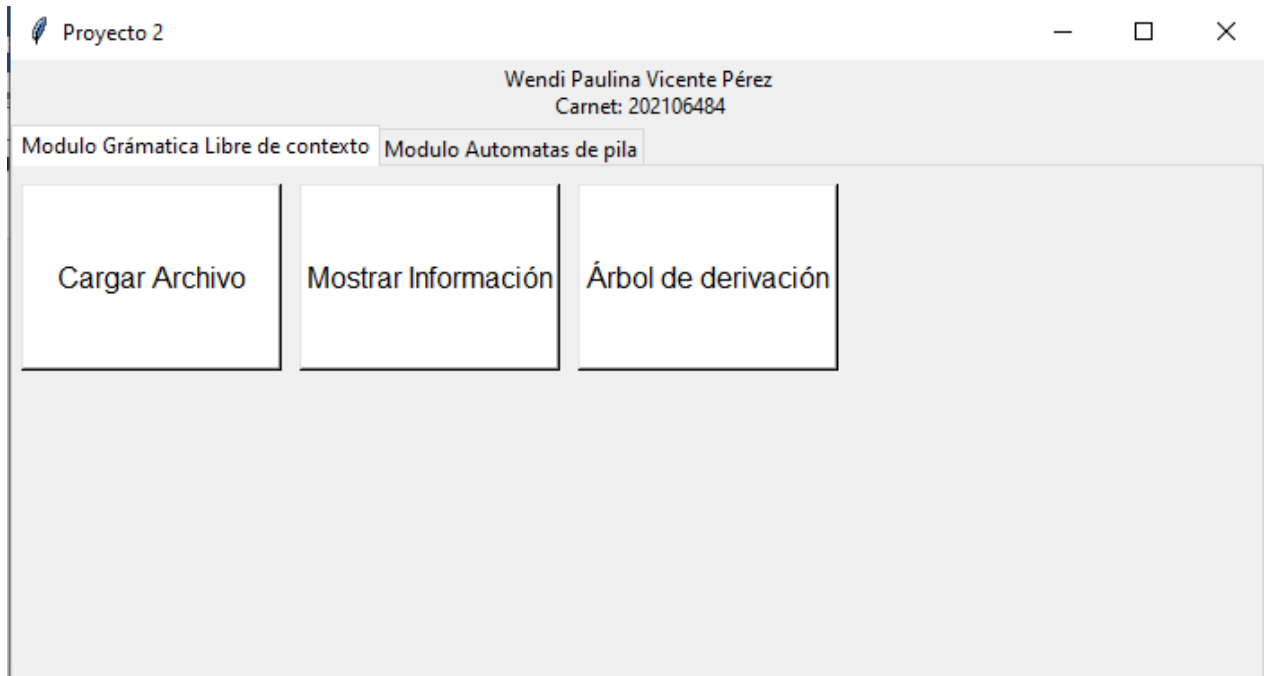 Proyecto 2
Wendi Paulina Vicente Pérez
Carnet: 202106484
Modulo Grámatica Libre de contexto
Modulo Automatas de pila
Cargar Archivo
Mostrar Información
Árbol de derivación